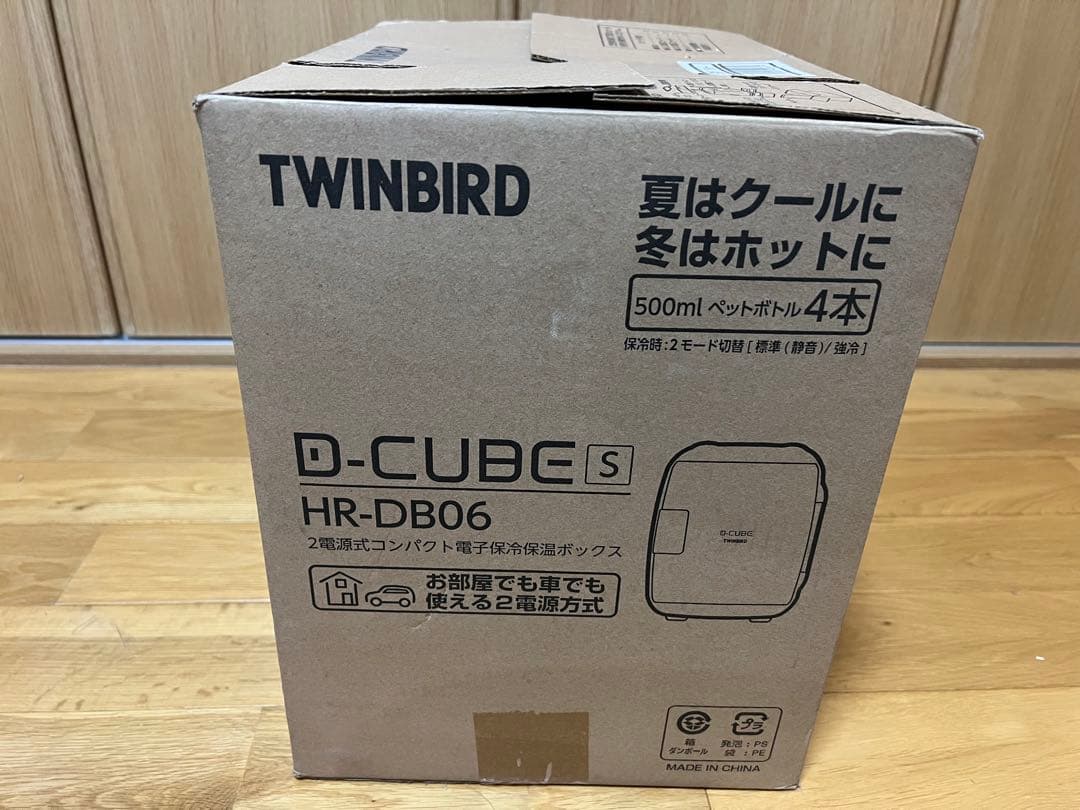 TWINBIRD
TWINBIRD
夏はクールに
冬はホットに
500ml ペットボトル 4本
保冷時:2モード切替[標準(静音)/強冷]
D-CUBE S
HR-DB06
2電源式コンパクト電子保冷保温ボックス
お部屋でも車でも
使える2電源方式
D-CUBE
TWINBIRD
箱
ダンボール
プラ
発泡:PS
袋:PE
MADE IN CHINA